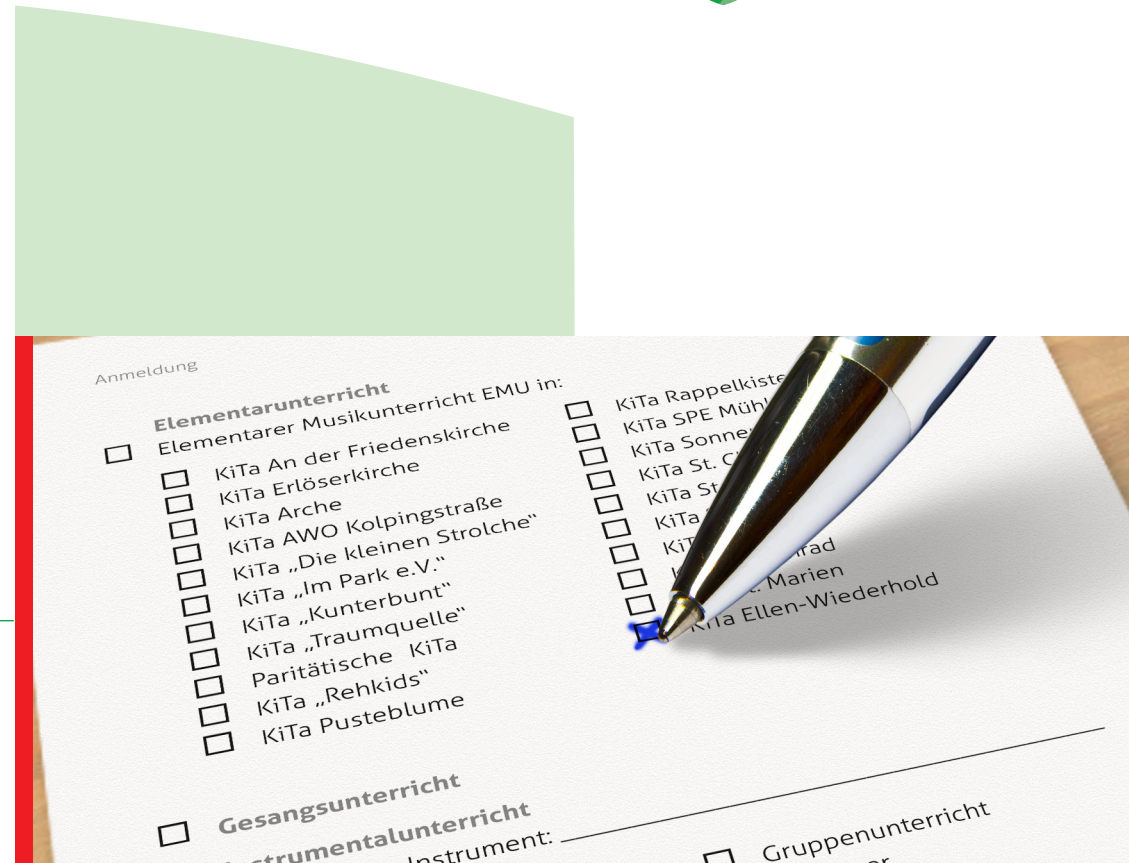 Anmeldung
Elementarunterricht
Elementarer Musikunterricht EMU in:
KiTa An der Friedenskirche
KiTa Erlöserkirche
KiTa Arche
KiTa AWO Kolpingstraße
KiTa „Die kleinen Strolche“
KiTa „Im Park e.V.“
KiTa „Kunterbunt“
KiTa „Traumquelle“
Paritätische KiTa
KiTa „Rehkids“
KiTa Pusteblume
KiTa Rappelkiste
KiTa SPE
KiTa
KiTa St.
KiTa
KiTa
Marien
KiTa Ellen-Wiederhold
Gesangsunterricht
Instrumentalunterricht
Instrument:
Gruppenunterricht